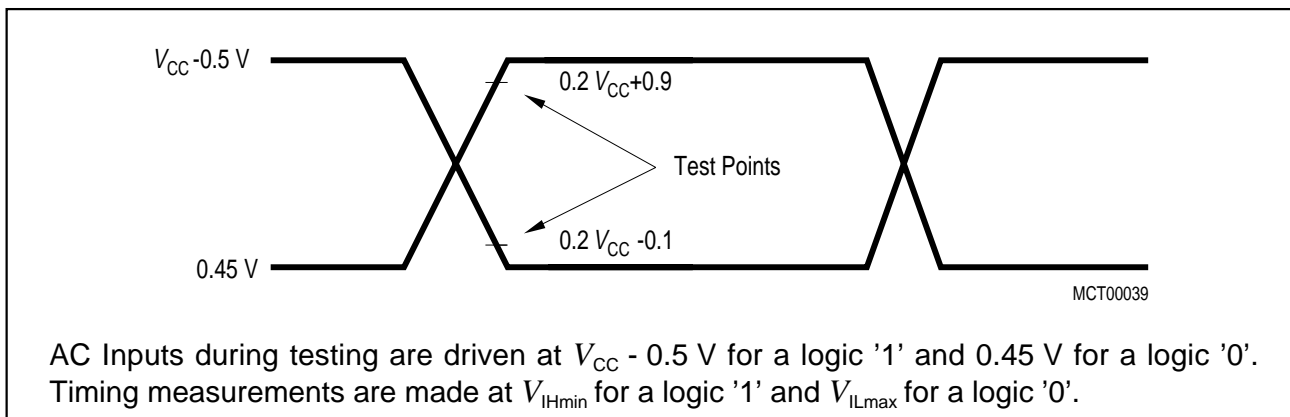 VCC -0.5 V
0.2 VCC+0.9
Test Points
0.2 VCC -0.1
0.45 V
MCT00039
AC Inputs during testing are driven at VCC - 0.5 V for a logic '1' and 0.45 V for a logic '0'.
Timing measurements are made at VIHmin for a logic '1' and VILmax for a logic '0'.